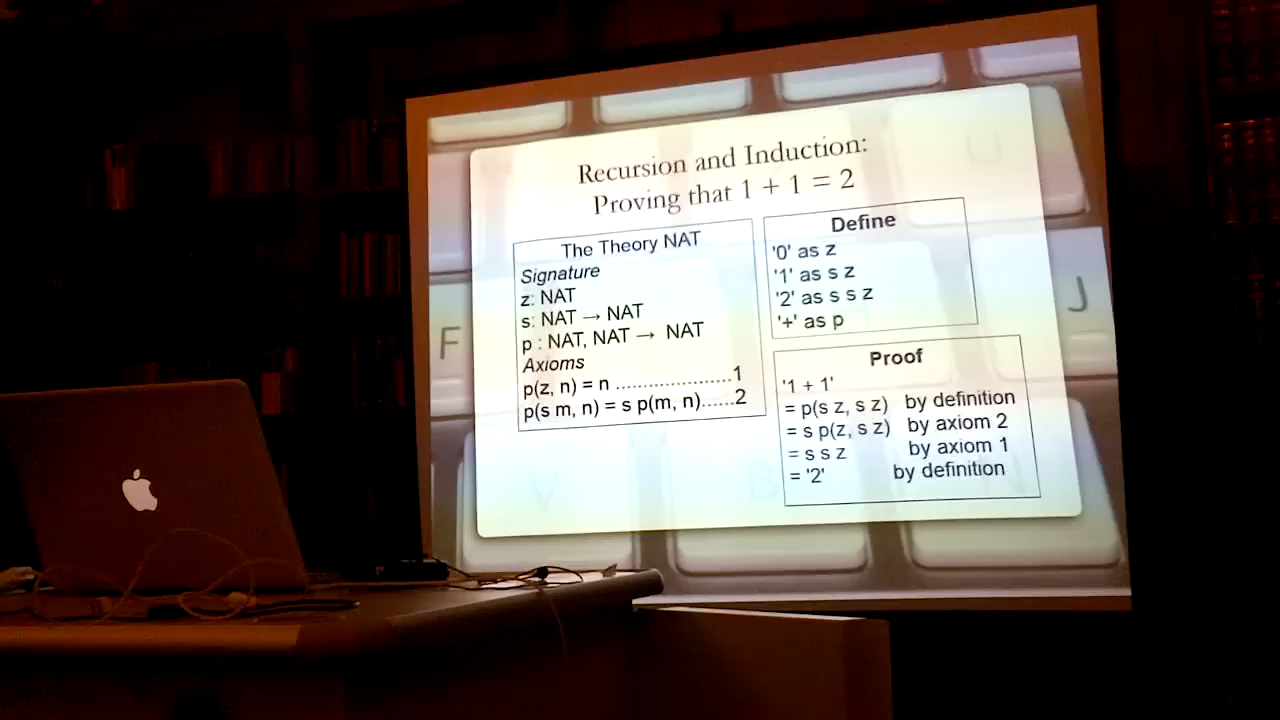 Recursion and Induction:
Proving that 1 + 1 = 2
The Theory NAT
Signature
z: NAT
s: NAT → NAT
p : NAT, NAT → NAT
Axioms
p(z, n) = n ......................1
p(s m, n) = s p(m, n)......2
Define
'0' as z
'1' as s z
'2' as s s z
'+' as p
Proof
'1 + 1'
= p(s z, s z) by definition
= s p(z, s z) by axiom 2
= s s z by axiom 1
= '2' by definition
U
F
J
V
B
N